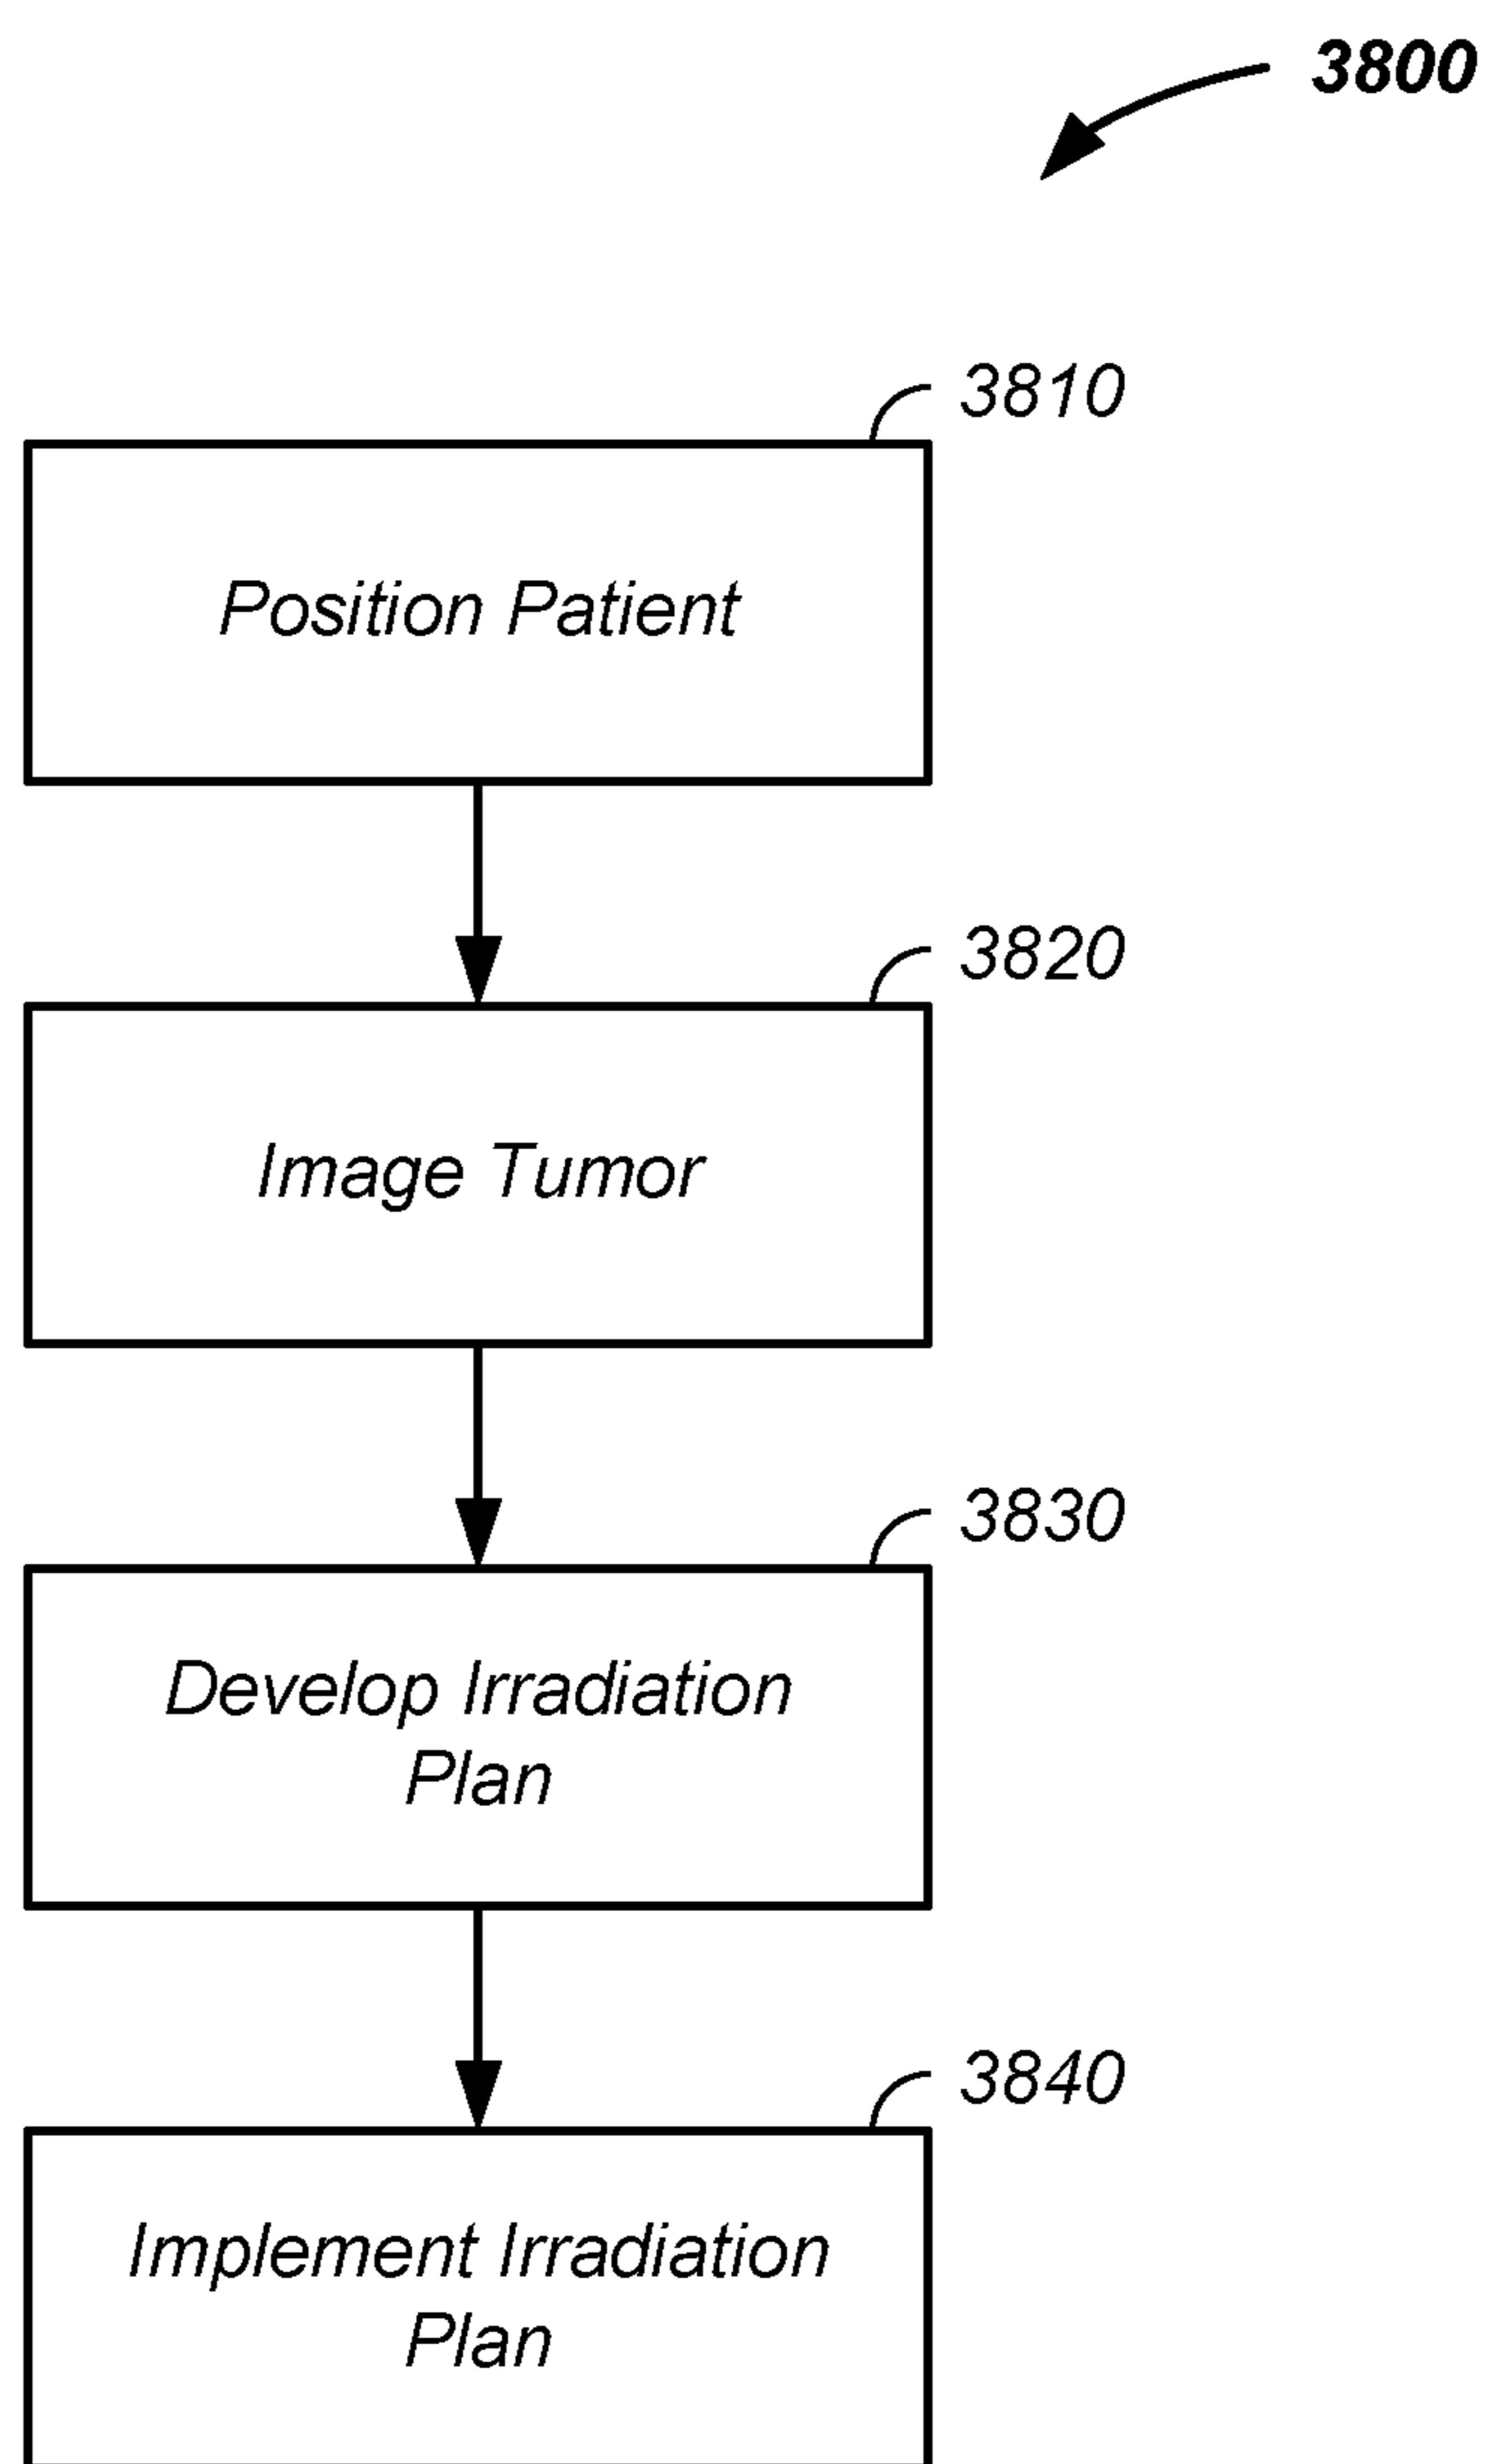 3800
3810
Position Patient
3820
Image Tumor
3830
Develop Irradiation
Plan
3840
Implement Irradiation
Plan